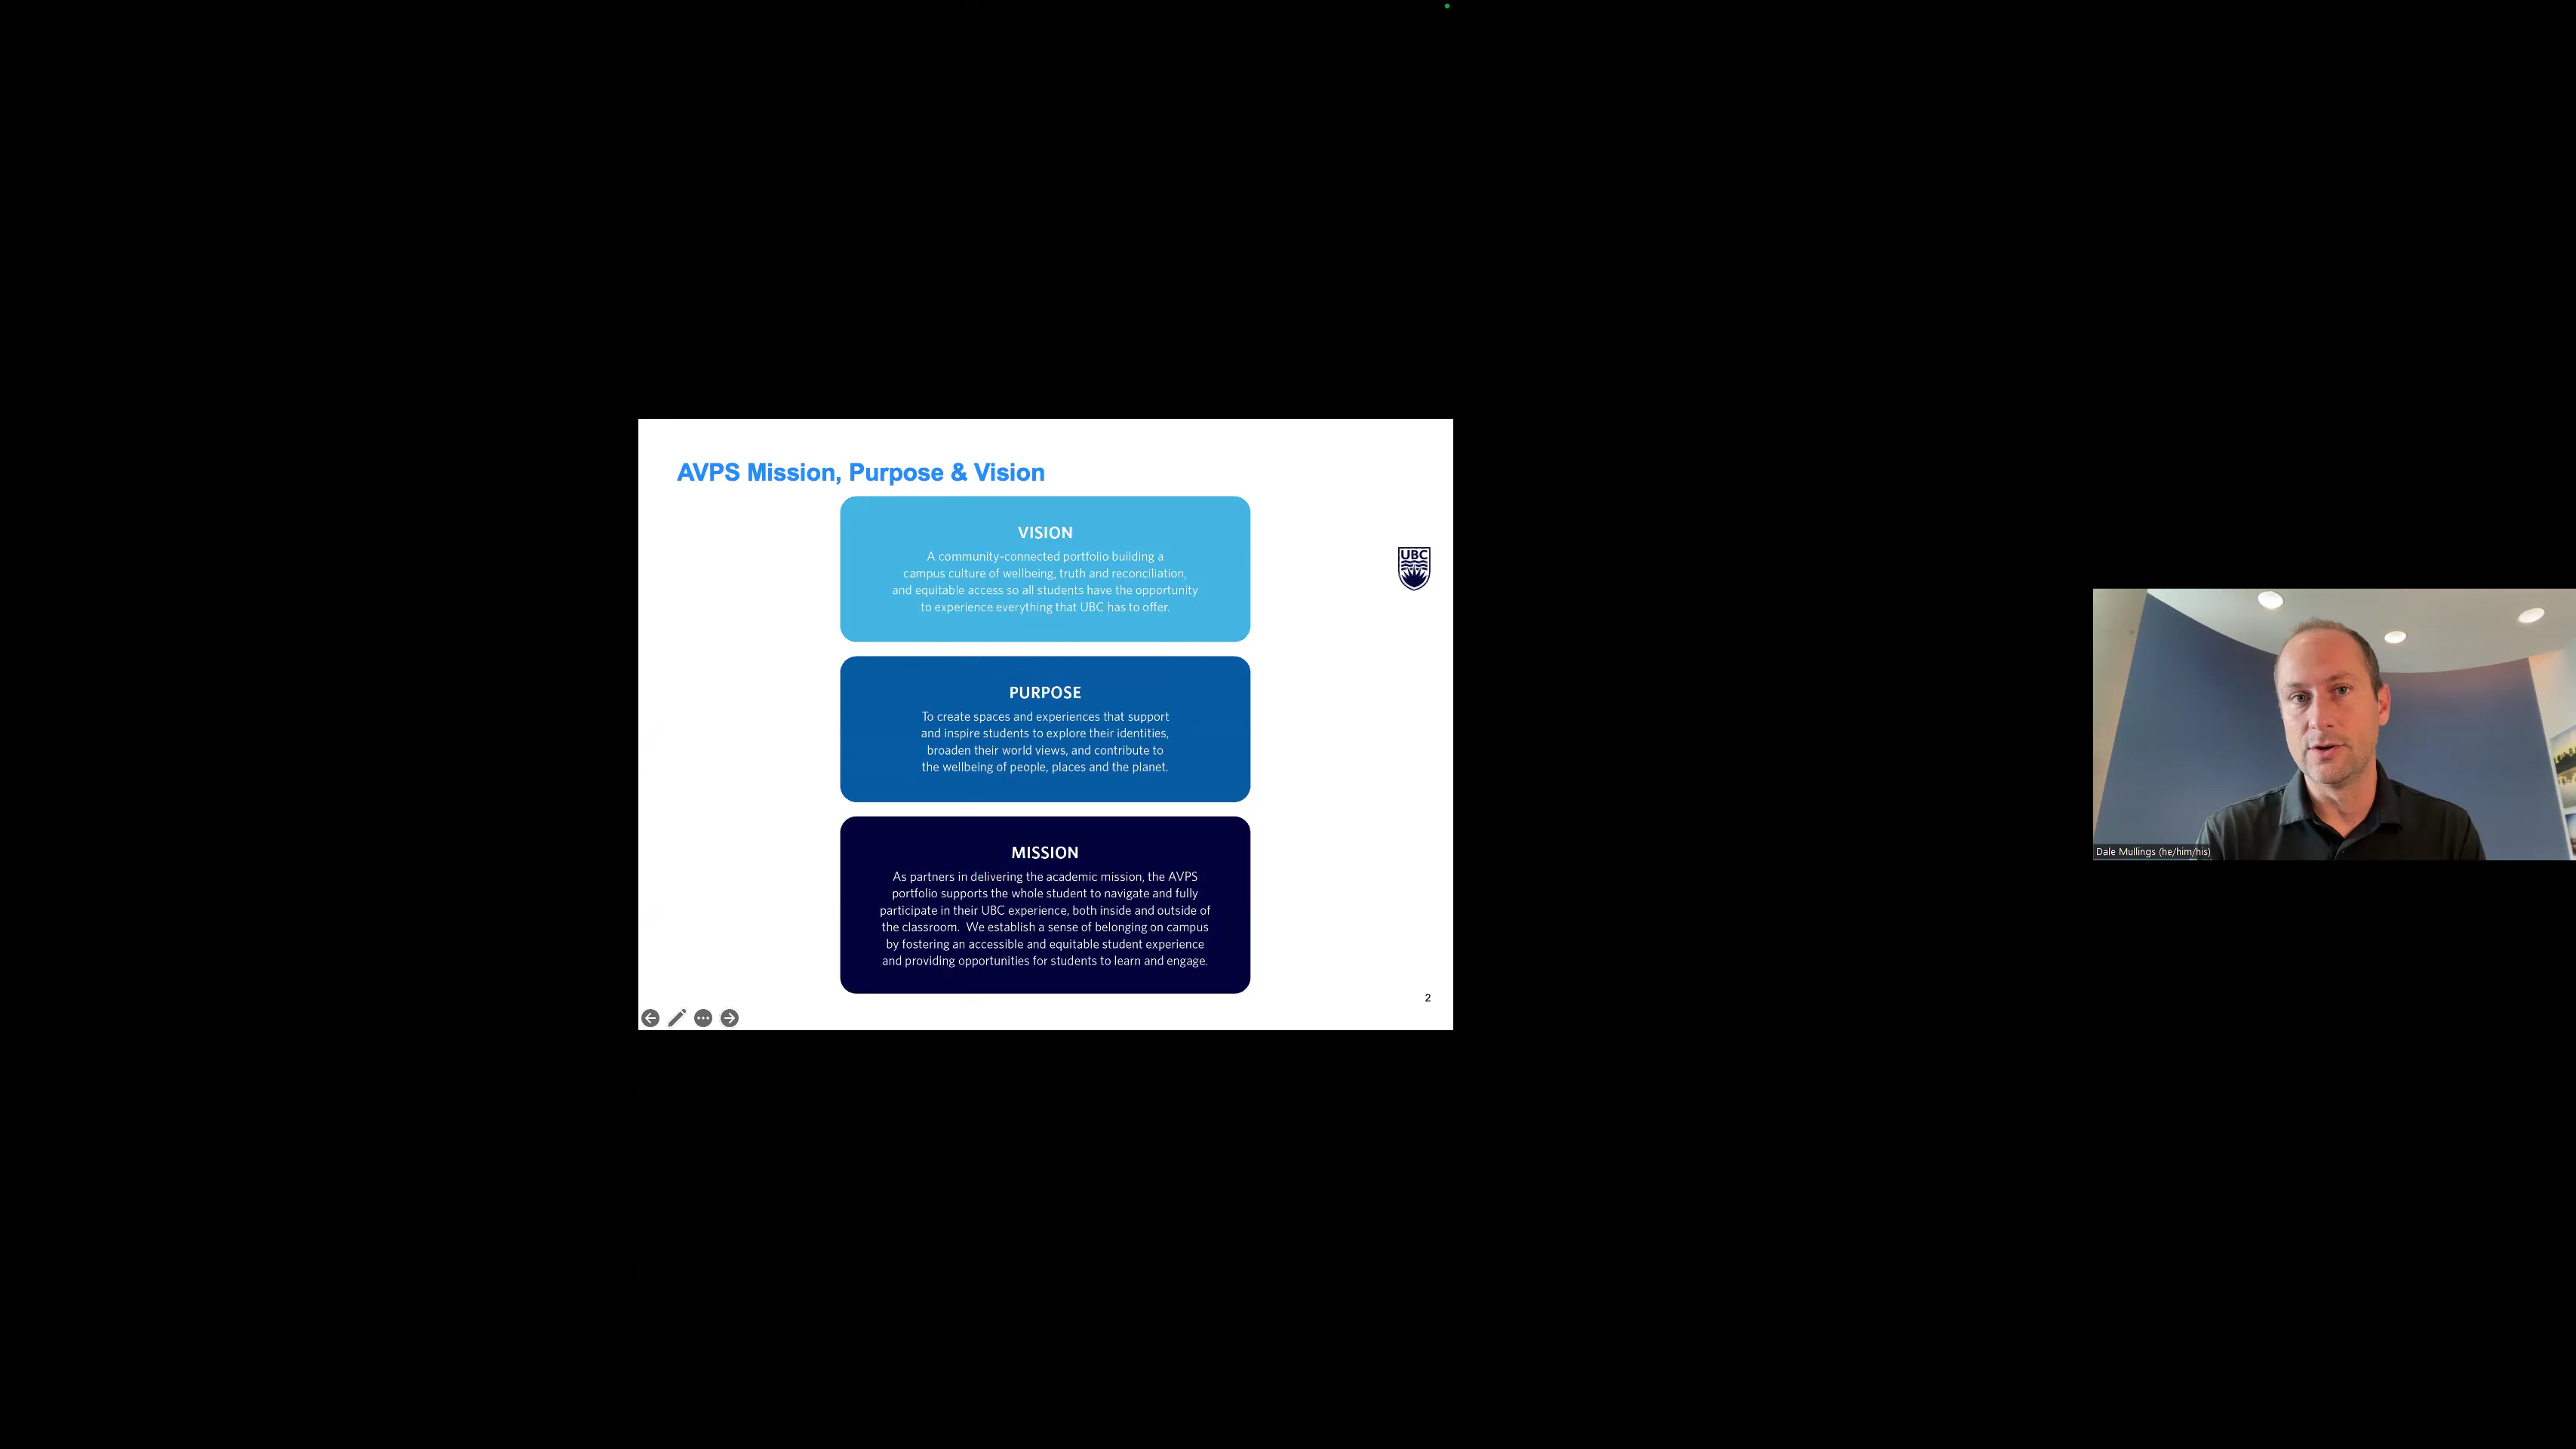 AVPS Mission, Purpose & Vision
VISION
A community-connected portfolio building a
campus culture of wellbeing, truth and reconciliation,
and equitable access so all students have the opportunity
to experience everything that UBC has to offer.
UBC
PURPOSE
To create spaces and experiences that support
and inspire students to explore their identities,
broaden their world views, and contribute to
the wellbeing of people, places and the planet.
MISSION
As partners in delivering the academic mission, the AVPS
portfolio supports the whole student to navigate and fully
participate in their UBC experience, both inside and outside of
the classroom.  We establish a sense of belonging on campus
by fostering an accessible and equitable student experience
and providing opportunities for students to learn and engage.
2
Dale Mullings (he/him/his)